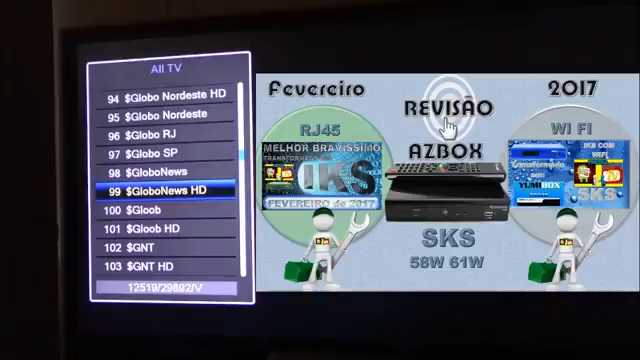 All TV
94 $Globo Nordeste HD
95 $Globo Nordeste
96 $Globo RJ
97 $Globo SP
98 $GloboNews
99 $GloboNews HD
100 $Gloob
101 $Gloob HD
102 $GNT
103 $GNT HD
12519/29892/V
Fevereiro
REVISÃO
2017
RJ45
AZBOX
WI FI
MELHOR BRAVISSIMO
IKS
FEVEREIRO de 2017
IKS COM
WIFI
Transformado
YUMIBOX
SKS
SKS
58W 61W